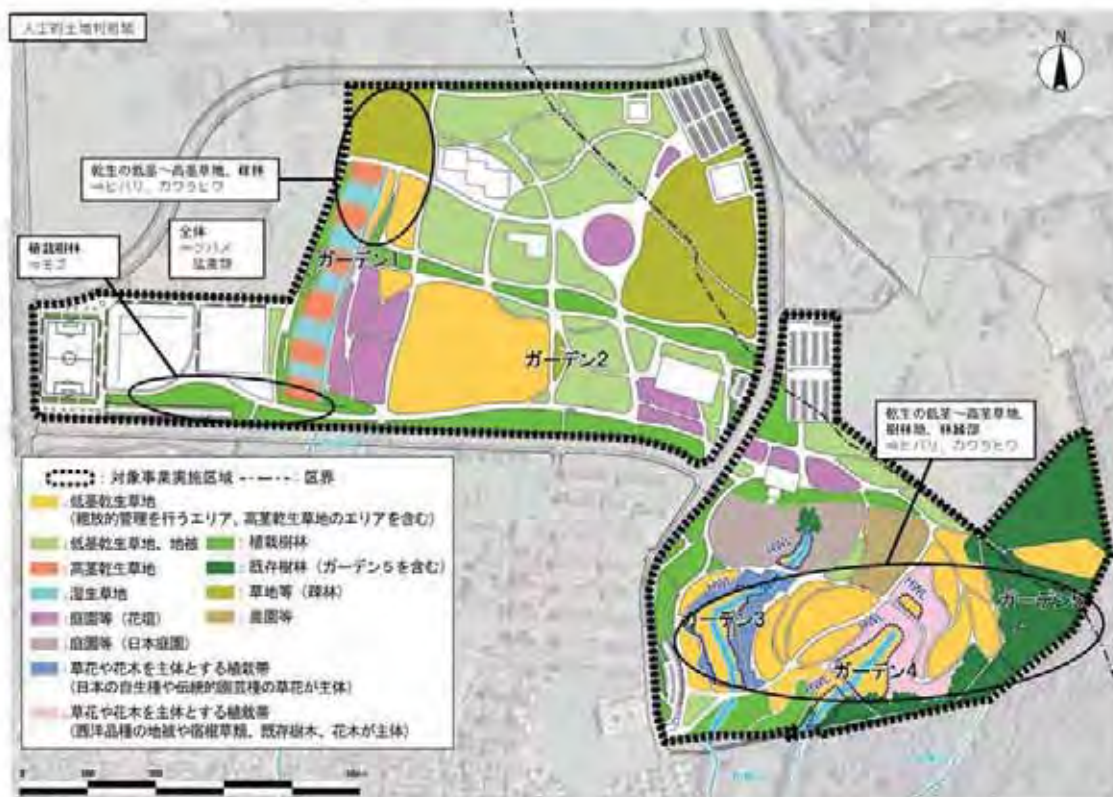 人工的土地利用類
N
乾生の低茎～高茎草地、疎林
⇒ヒバリ、カワラヒワ
全体
⇒ツバメ
猛禽類
植栽樹林
⇒モズ
ガーデン1
ガーデン2
乾生の低茎～高茎草地、
樹林地、林縁部
⇒ヒバリ、カワラヒワ
：対象事業実施区域
：区界
：低茎乾生草地
(粗放的管理を行うエリア、高茎乾生草地のエリアを含む)
：低茎乾生草地、地被
：植栽樹林
：高茎乾生草地
：既存樹林（ガーデン5を含む）
：湿生草地
：草地等（疎林）
：庭園等（花壇）
：農園等
：庭園等（日本庭園）
：草花や花木を主体とする植栽帯
(日本の自生種や伝統的園芸種の草花が主体)
：草花や花木を主体とする植栽帯
(西洋品種の地被や宿根草類、既存樹木、花木が主体)
HWL
HWL
HWL
HWL
HWL
ガーデン3
ガーデン4
0